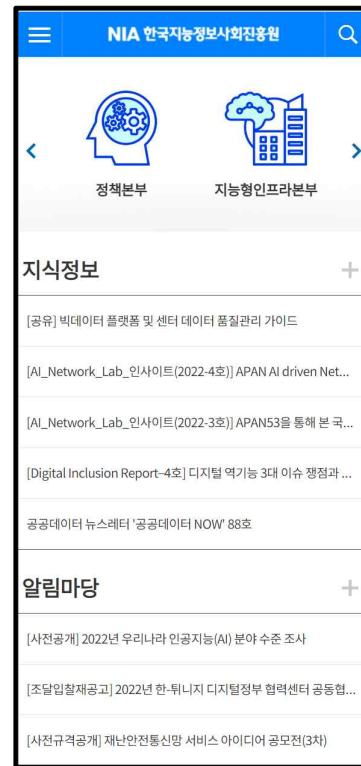 NIA 한국지능정보사회진흥원
정책본부 지능형인프라본부
지식정보
[공유] 빅데이터 플랫폼 및 센터 데이터 품질관리 가이드
[AI_Network_Lab_인사이트(2022-4호)] APAN AI driven Net...
[AI_Network_Lab_인사이트(2022-3호)] APAN53을 통해 본 국...
[Digital Inclusion Report–4호] 디지털 역기능 3대 이슈 쟁점과 ...
공공데이터 뉴스레터 '공공데이터 NOW' 88호
알림마당
[사전공개] 2022년 우리나라 인공지능(AI) 분야 수준 조사
[조달입찰재공고] 2022년 한-튀니지 디지털정부 협력센터 공동협...
[사전규격공개] 재난안전통신망 서비스 아이디어 공모전(3차)